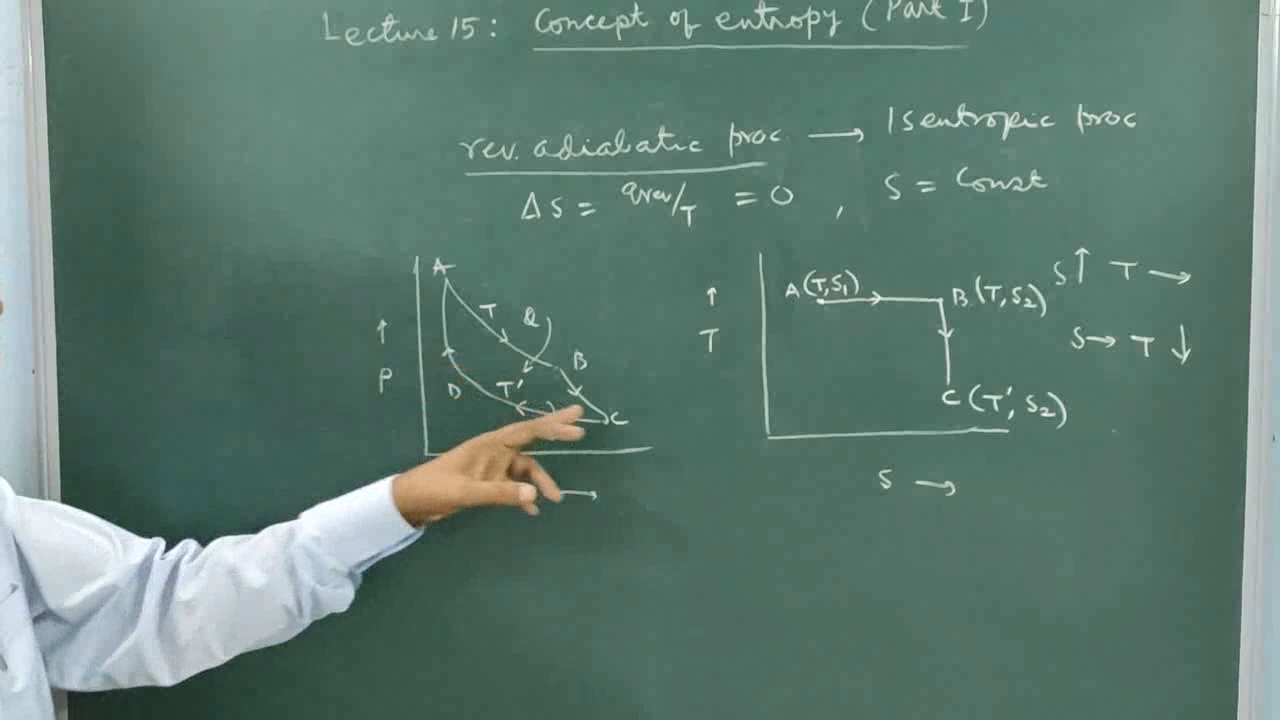 Lecture 15: Concept of entropy (Part I)
rev. adiabatic proc → Isentropic proc
ΔS = qrev/T = 0 , S = Const
A
T
Q
B
D
T'
C
↑
P
→
↑
T
A (T, S₁)
B (T, S₂)
C (T', S₂)
S →
S↑ T →
S → T ↓